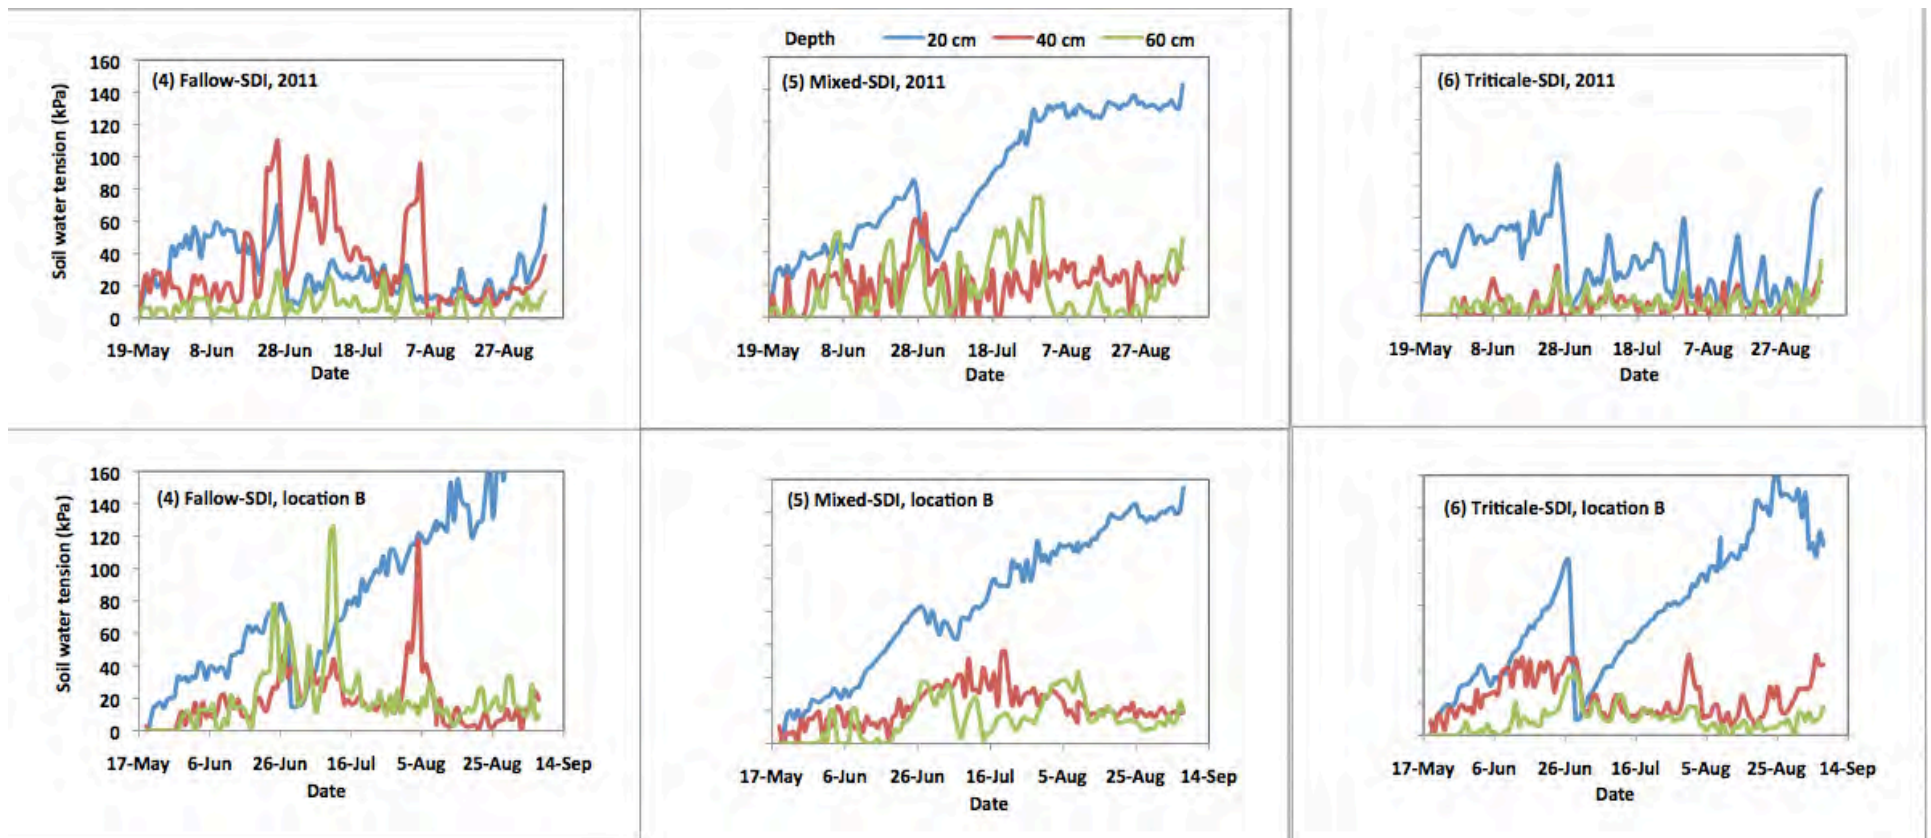 Depth 20 cm 40 cm 60 cm
(4) Fallow-SDI, 2011
Soil water tension (kPa)
160
140
120
100
80
60
40
20
0
19-May 8-Jun 28-Jun 18-Jul 7-Aug 27-Aug
Date
(5) Mixed-SDI, 2011
19-May 8-Jun 28-Jun 18-Jul 7-Aug 27-Aug
Date
(6) Triticale-SDI, 2011
19-May 8-Jun 28-Jun 18-Jul 7-Aug 27-Aug
Date
(4) Fallow-SDI, location B
Soil water tension (kPa)
160
140
120
100
80
60
40
20
0
17-May 6-Jun 26-Jun 16-Jul 5-Aug 25-Aug 14-Sep
Date
(5) Mixed-SDI, location B
17-May 6-Jun 26-Jun 16-Jul 5-Aug 25-Aug 14-Sep
Date
(6) Triticale-SDI, location B
17-May 6-Jun 26-Jun 16-Jul 5-Aug 25-Aug 14-Sep
Date